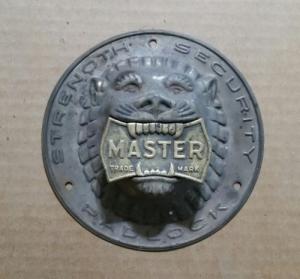 STRENGTH SECURITY
MASTER
TRADE MARK
PADLOCK